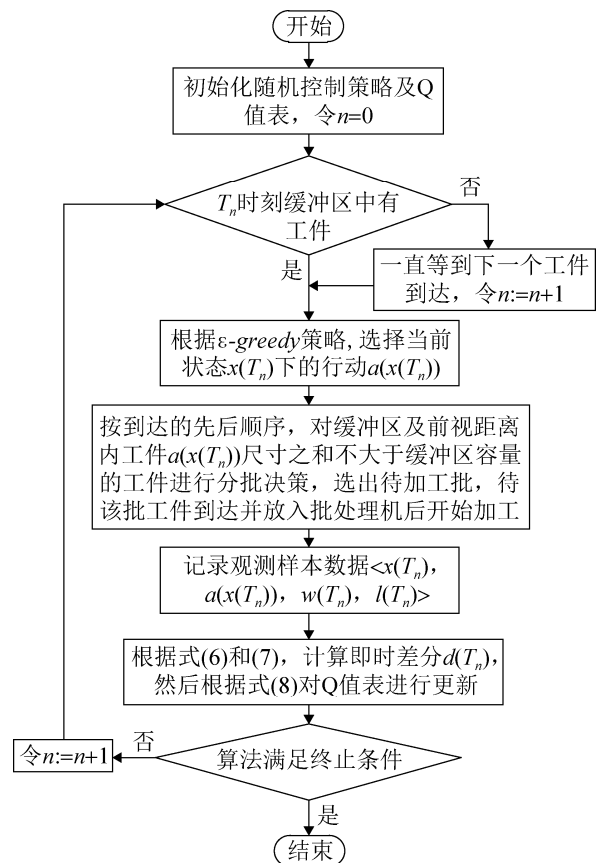 开始
初始化随机控制策略及Q
值表，令n=0
Tn时刻缓冲区中有
工件
否
是
一直等到下一个工件
到达，令n:=n+1
根据ε-greedy策略, 选择当前
状态x(Tn)下的行动a(x(Tn))
按到达的先后顺序，对缓冲区及前视距离
内工件a(x(Tn))尺寸之和不大于缓冲区容量
的工件进行分批决策，选出待加工批，待
该批工件到达并放入批处理机后开始加工
记录观测样本数据<x(Tn),
a(x(Tn))，w(Tn)，l(Tn)>
根据式(6)和(7)，计算即时差分d(Tn)，
然后根据式(8)对Q值表进行更新
算法满足终止条件
否
令n:=n+1
是
结束